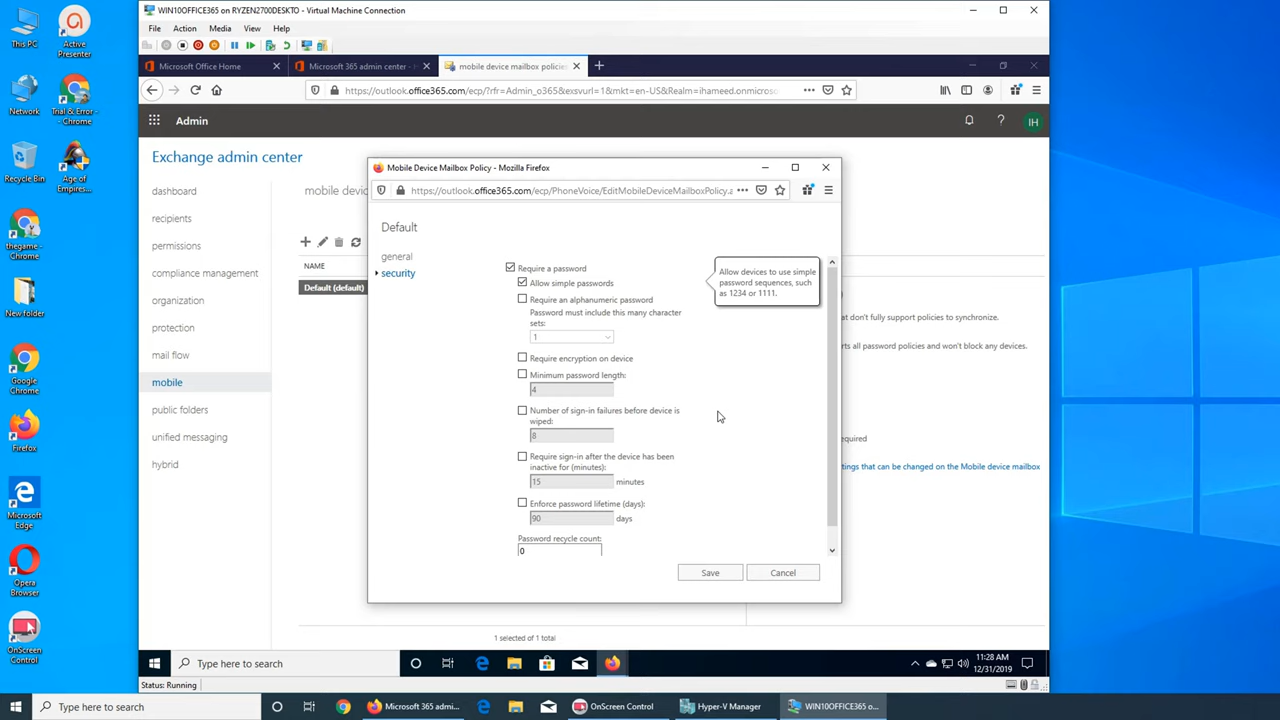 This PC
Active
Presenter
Network
Trial & Error -
- Chrome
Recycle Bin
Age of
Empires...
thegame -
Chrome
New folder
Google
Chrome
Firefox
Microsoft
Edge
Opera
Browser
OnScreen
Control
WIN10OFFICE365 on RYZEN2700DESKTO - Virtual Machine Connection
File Action Media View Help
Microsoft Office Home
Microsoft 365 admin center -
mobile device mailbox policies
https://outlook.office365.com/ecp/?rfr=Admin_o365&exsvurl=1&mkt=en-US&Realm=ihameed.onmicroso
Admin
IH
Exchange admin center
dashboard
recipients
permissions
compliance management
organization
protection
mail flow
mobile
public folders
unified messaging
hybrid
mobile devi
NAME
Default (default)
Mobile Device Mailbox Policy - Mozilla Firefox
https://outlook.office365.com/ecp/PhoneVoice/EditMobileDeviceMailboxPolicy.a
Default
general
security
Require a password
Allow simple passwords
Require an alphanumeric password
Password must include this many character
sets:
1
Require encryption on device
Minimum password length:
4
Number of sign-in failures before device is
wiped:
8
Require sign-in after the device has been
inactive for (minutes):
15 minutes
Enforce password lifetime (days):
90 days
Password recycle count:
0
Allow devices to use simple
password sequences, such
as 1234 or 1111.
Save Cancel
that don't fully support policies to synchronize.
rts all password policies and won't block any devices.
equired
tings that can be changed on the Mobile device mailbox
1 selected of 1 total
Type here to search
11:28 AM
12/31/2019
Status: Running
Type here to search
Microsoft 365 admi...
OnScreen Control
Hyper-V Manager
WIN10OFFICE365 o...